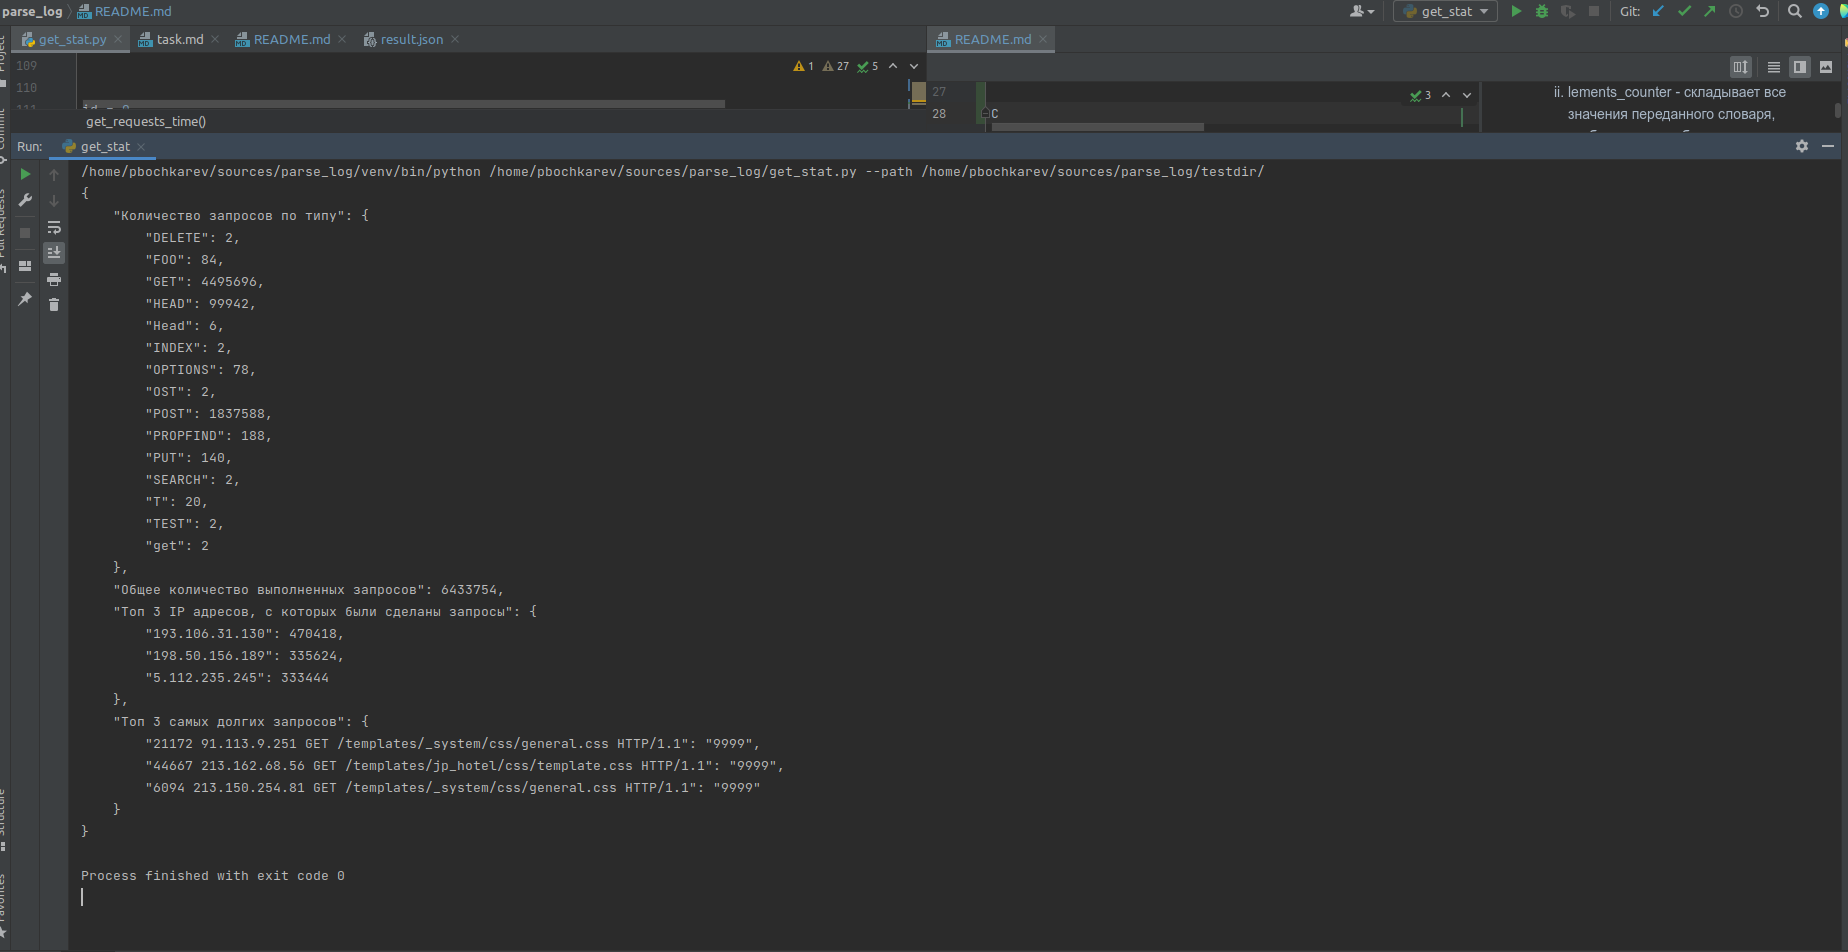 parse_log README.md
get_stat Git:
get_stat.py task.md README.md result.json README.md
109 1 27 5
110
27 3 ii. lements_counter - складывает все
28 C значения переданного словаря,
get_requests_time()
Run: get_stat
/home/pbochkarev/sources/parse_log/venv/bin/python /home/pbochkarev/sources/parse_log/get_stat.py --path /home/pbochkarev/sources/parse_log/testdir/
{
"Количество запросов по типу": {
"DELETE": 2,
"FOO": 84,
"GET": 4495696,
"HEAD": 99942,
"Head": 6,
"INDEX": 2,
"OPTIONS": 78,
"OST": 2,
"POST": 1837588,
"PROPFIND": 188,
"PUT": 140,
"SEARCH": 2,
"T": 20,
"TEST": 2,
"get": 2
},
"Общее количество выполненных запросов": 6433754,
"Топ 3 IP адресов, с которых были сделаны запросы": {
"193.106.31.130": 470418,
"198.50.156.189": 335624,
"5.112.235.245": 333444
},
"Топ 3 самых долгих запросов": {
"21172 91.113.9.251 GET /templates/_system/css/general.css HTTP/1.1": "9999",
"44667 213.162.68.56 GET /templates/jp_hotel/css/template.css HTTP/1.1": "9999",
"6094 213.150.254.81 GET /templates/_system/css/general.css HTTP/1.1": "9999"
}
}
Process finished with exit code 0